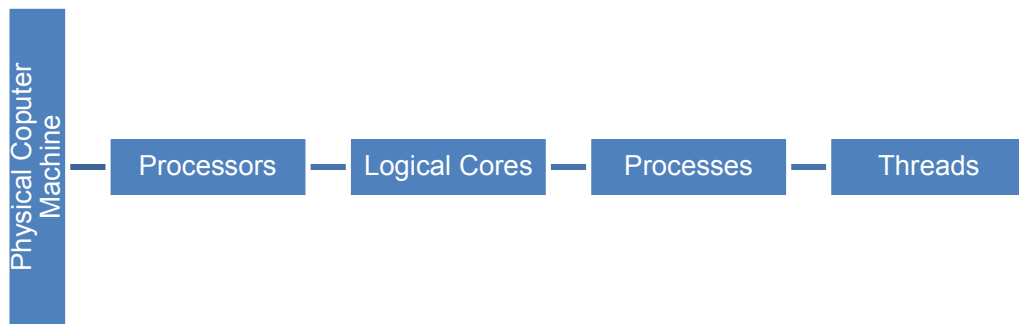 Physical Coputer
Machine
Processors
Logical Cores
Processes
Threads